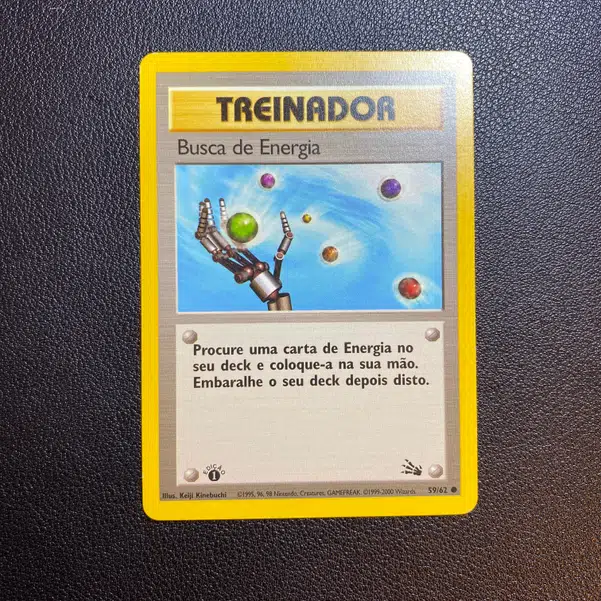 TREINADOR
Busca de Energia
Procure uma carta de Energia no
seu deck e coloque-a na sua mão.
Embaralhe o seu deck depois disto.
EDIÇÃO
1
Illus. Keiji Kinebuchi ©1995, 96, 98 Nintendo, Creatures, GAMEFREAK. ©1999-2000 Wizards. 59/62